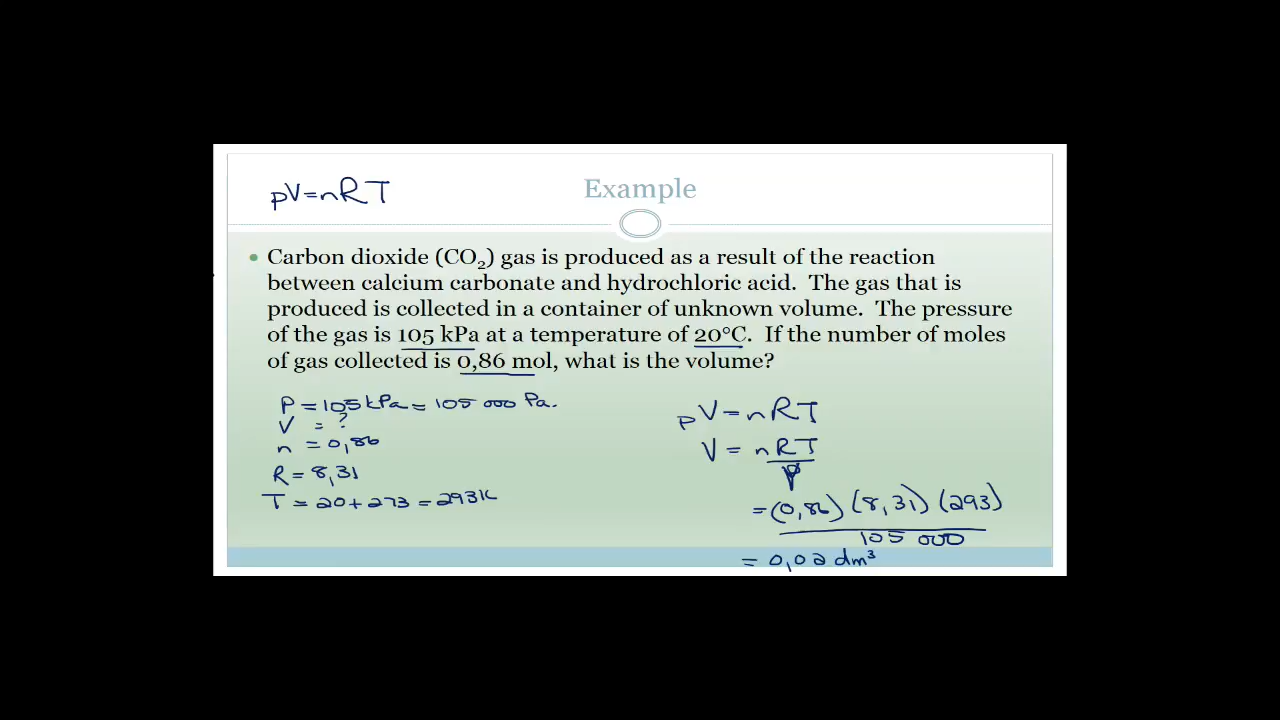 pV=nRT
Example
• Carbon dioxide (CO₂) gas is produced as a result of the reaction
between calcium carbonate and hydrochloric acid. The gas that is
produced is collected in a container of unknown volume. The pressure
of the gas is 105 kPa at a temperature of 20°C. If the number of moles
of gas collected is 0,86 mol, what is the volume?
P = 105 kPa = 105 000 Pa.
V = ?
n = 0,86
R = 8,31
T = 20 + 273 = 293K
pV = nRT
V = nRT
P
= (0,86) (8,31) (293)
105 000
= 0,02 dm³